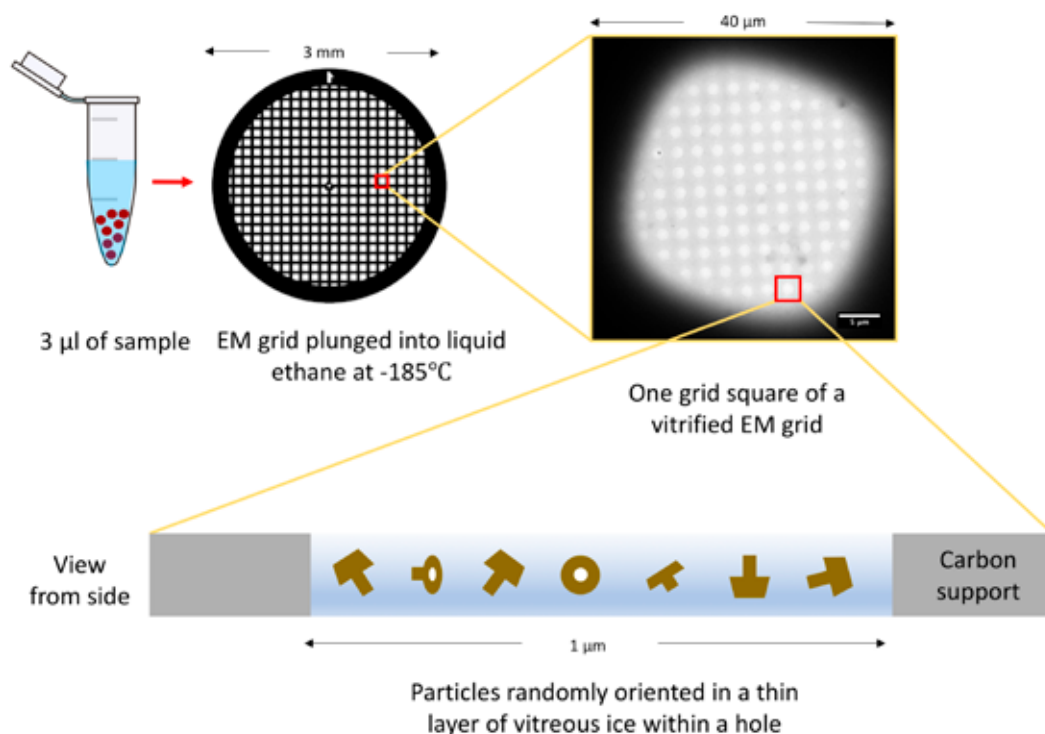 40 µm
3 mm
5 µm
3 µl of sample
EM grid plunged into liquid
ethane at -185℃
One grid square of a
vitrified EM grid
View
from side
Carbon
support
1 µm
Particles randomly oriented in a thin
layer of vitreous ice within a hole